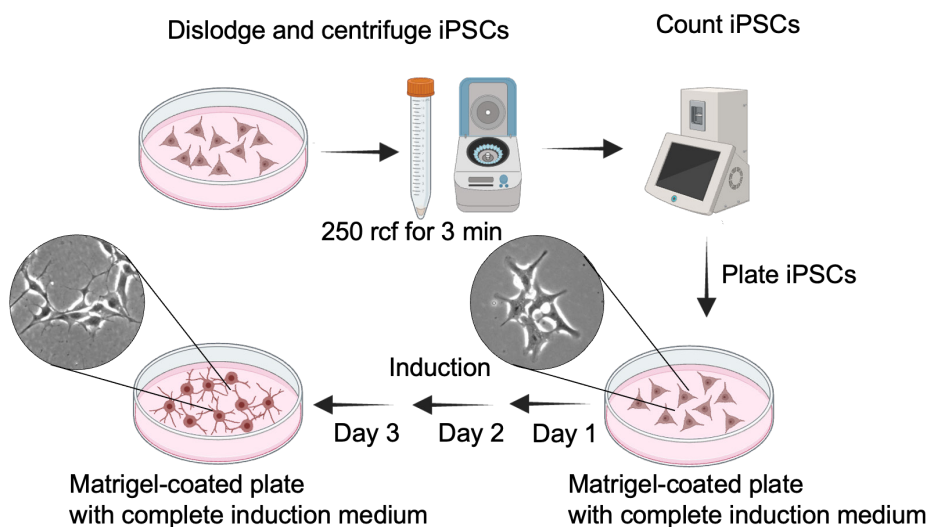 Dislodge and centrifuge iPSCs
Count iPSCs
250 rcf for 3 min
Plate iPSCs
Induction
Day 3
Day 2
Day 1
Matrigel-coated plate
with complete induction medium
Matrigel-coated plate
with complete induction medium